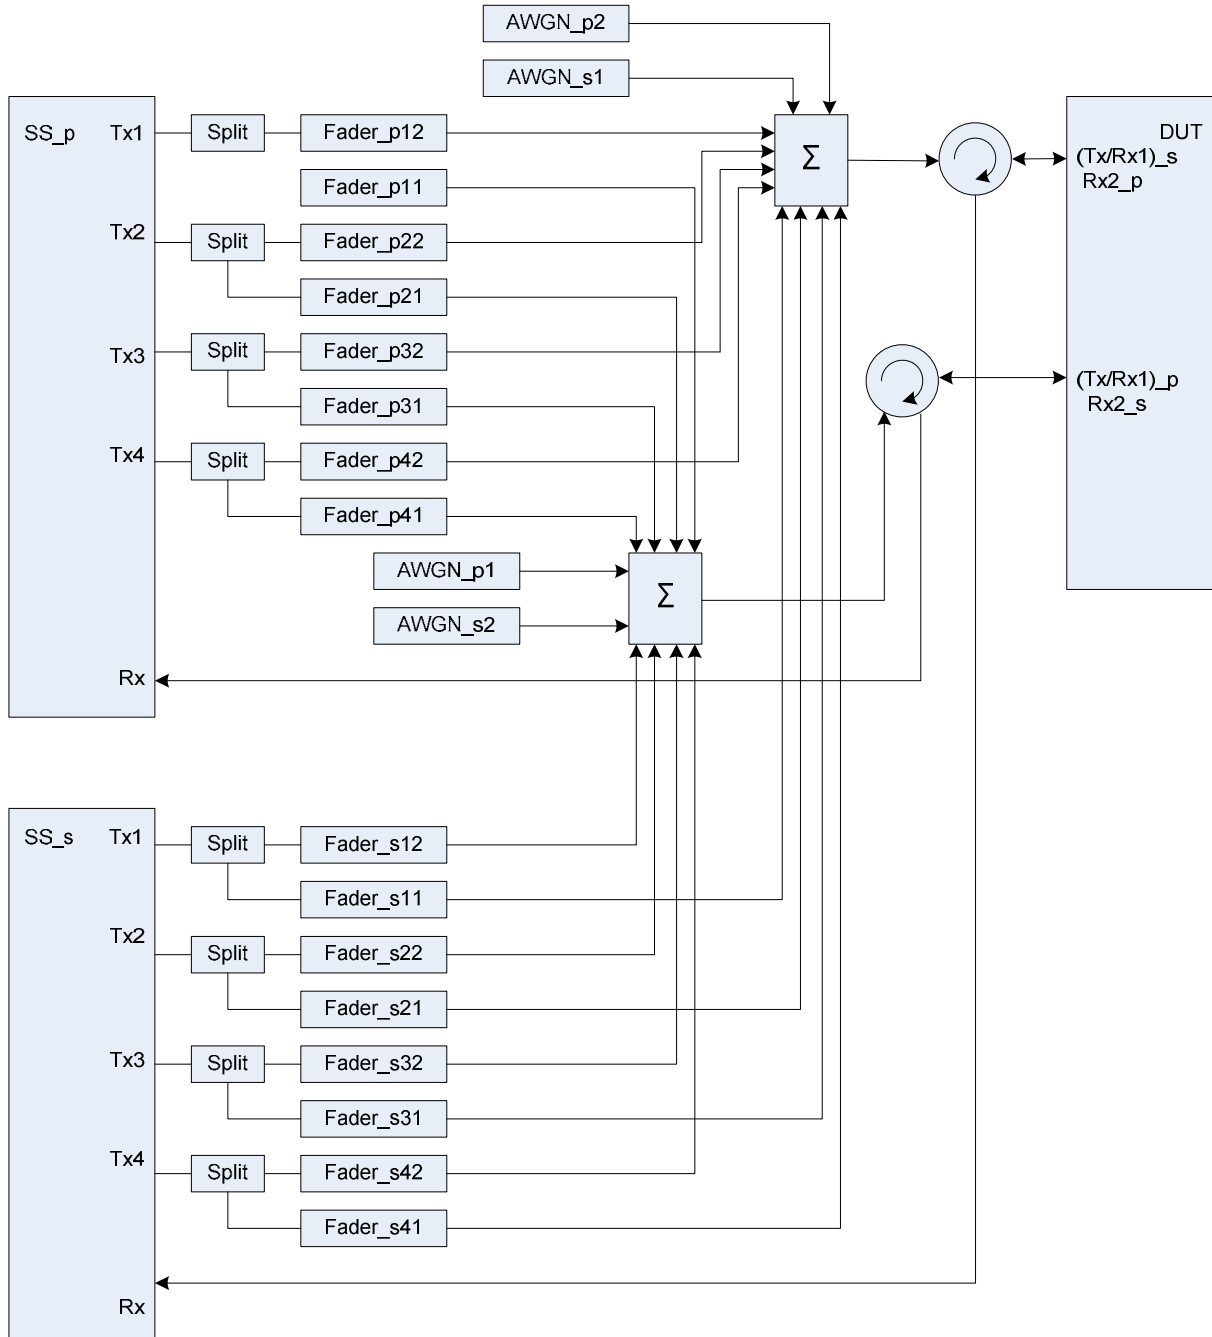 AWGN_p2
AWGN_s1
SS_p
Tx1
Split
Fader_p12
Σ
DUT
(Tx/Rx1)_s
Rx2_p
Fader_p11
Tx2
Split
Fader_p22
Fader_p21
Tx3
Split
Fader_p32
(Tx/Rx1)_p
Rx2_s
Fader_p31
Tx4
Split
Fader_p42
Fader_p41
AWGN_p1
Σ
AWGN_s2
Rx
SS_s
Tx1
Split
Fader_s12
Fader_s11
Tx2
Split
Fader_s22
Fader_s21
Tx3
Split
Fader_s32
Fader_s31
Tx4
Split
Fader_s42
Fader_s41
Rx